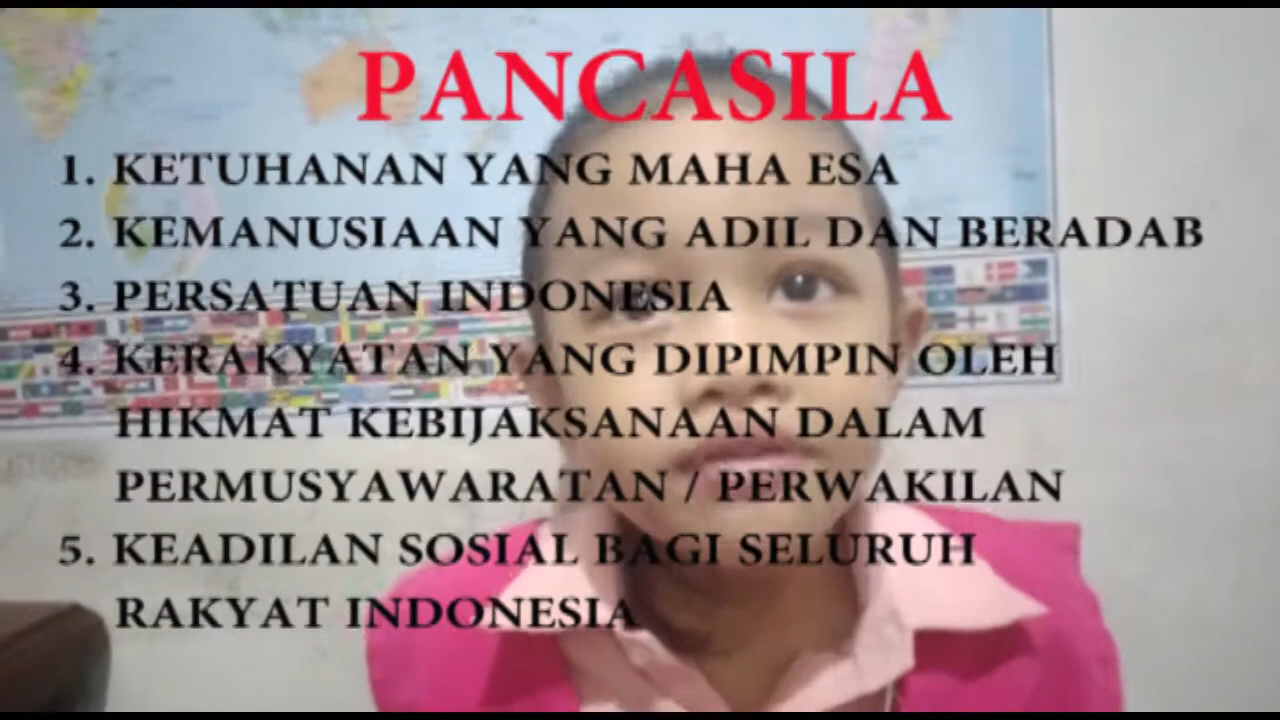 PANCASILA
1. KETUHANAN YANG MAHA ESA
2. KEMANUSIAAN YANG ADIL DAN BERADAB
3. PERSATUAN INDONESIA
4. KERAKYATAN YANG DIPIMPIN OLEH
HIKMAT KEBIJAKSANAAN DALAM
PERMUSYAWARATAN / PERWAKILAN
5. KEADILAN SOSIAL BAGI SELURUH
RAKYAT INDONESIA